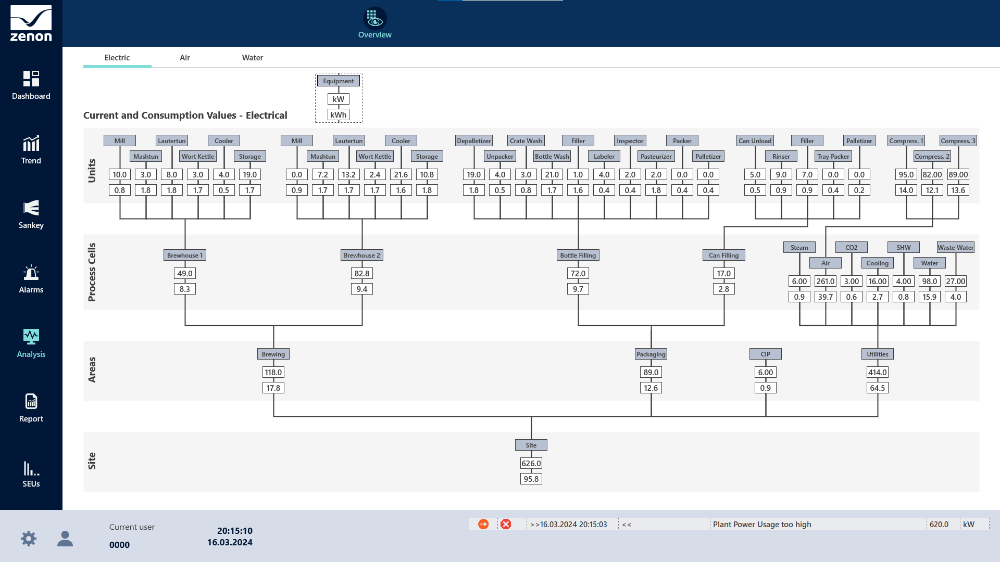 zenon
Overview
Dashboard
Trend
Sankey
Alarms
Analysis
Report
SEUs
Electric Air Water
Equipment
kW
kWh
Current and Consumption Values - Electrical
Units
Mill Lautertun Cooler Mill Lautertun Cooler Depalletizer Crate Wash Filler Inspector Packer Can Unload Filler Palletizer Compress. 1 Compress. 3
Mashtun Wort Kettle Storage Mashtun Wort Kettle Storage Unpacker Bottle Wash Labeler Pasteurizer Palletizer Rinser Tray Packer Compress. 2
10.0 3.0 8.0 3.0 4.0 19.0 0.0 7.2 13.2 2.4 21.6 10.8 19.0 4.0 3.0 21.0 1.0 4.0 2.0 2.0 0.0 0.0 5.0 9.0 7.0 0.0 0.0 95.0 82.00 89.00
0.8 1.8 1.8 1.7 0.5 1.7 0.9 1.7 1.7 1.7 1.6 1.8 1.8 0.5 0.8 1.7 1.6 0.4 0.4 1.8 0.4 0.4 0.5 0.9 0.9 0.4 0.2 14.0 12.1 13.6
Process Cells
Steam CO2 SHW Waste Water
Brewhouse 1 Brewhouse 2 Bottle Filling Can Filling
Air Cooling Water
49.0 82.8 72.0 17.0
6.00 261.0 3.00 16.00 4.00 98.0 27.00
8.3 9.4 9.7 2.8
0.9 39.7 0.6 2.7 0.8 15.9 4.0
Areas
Brewing Packaging CIP Utilities
118.0 89.0 6.00 414.0
17.8 12.6 0.9 64.5
Site
Site
626.0
95.8
Current user
0000
20:15:10
16.03.2024
>>16.03.2024 20:15:03 << Plant Power Usage too high 620.0 kW